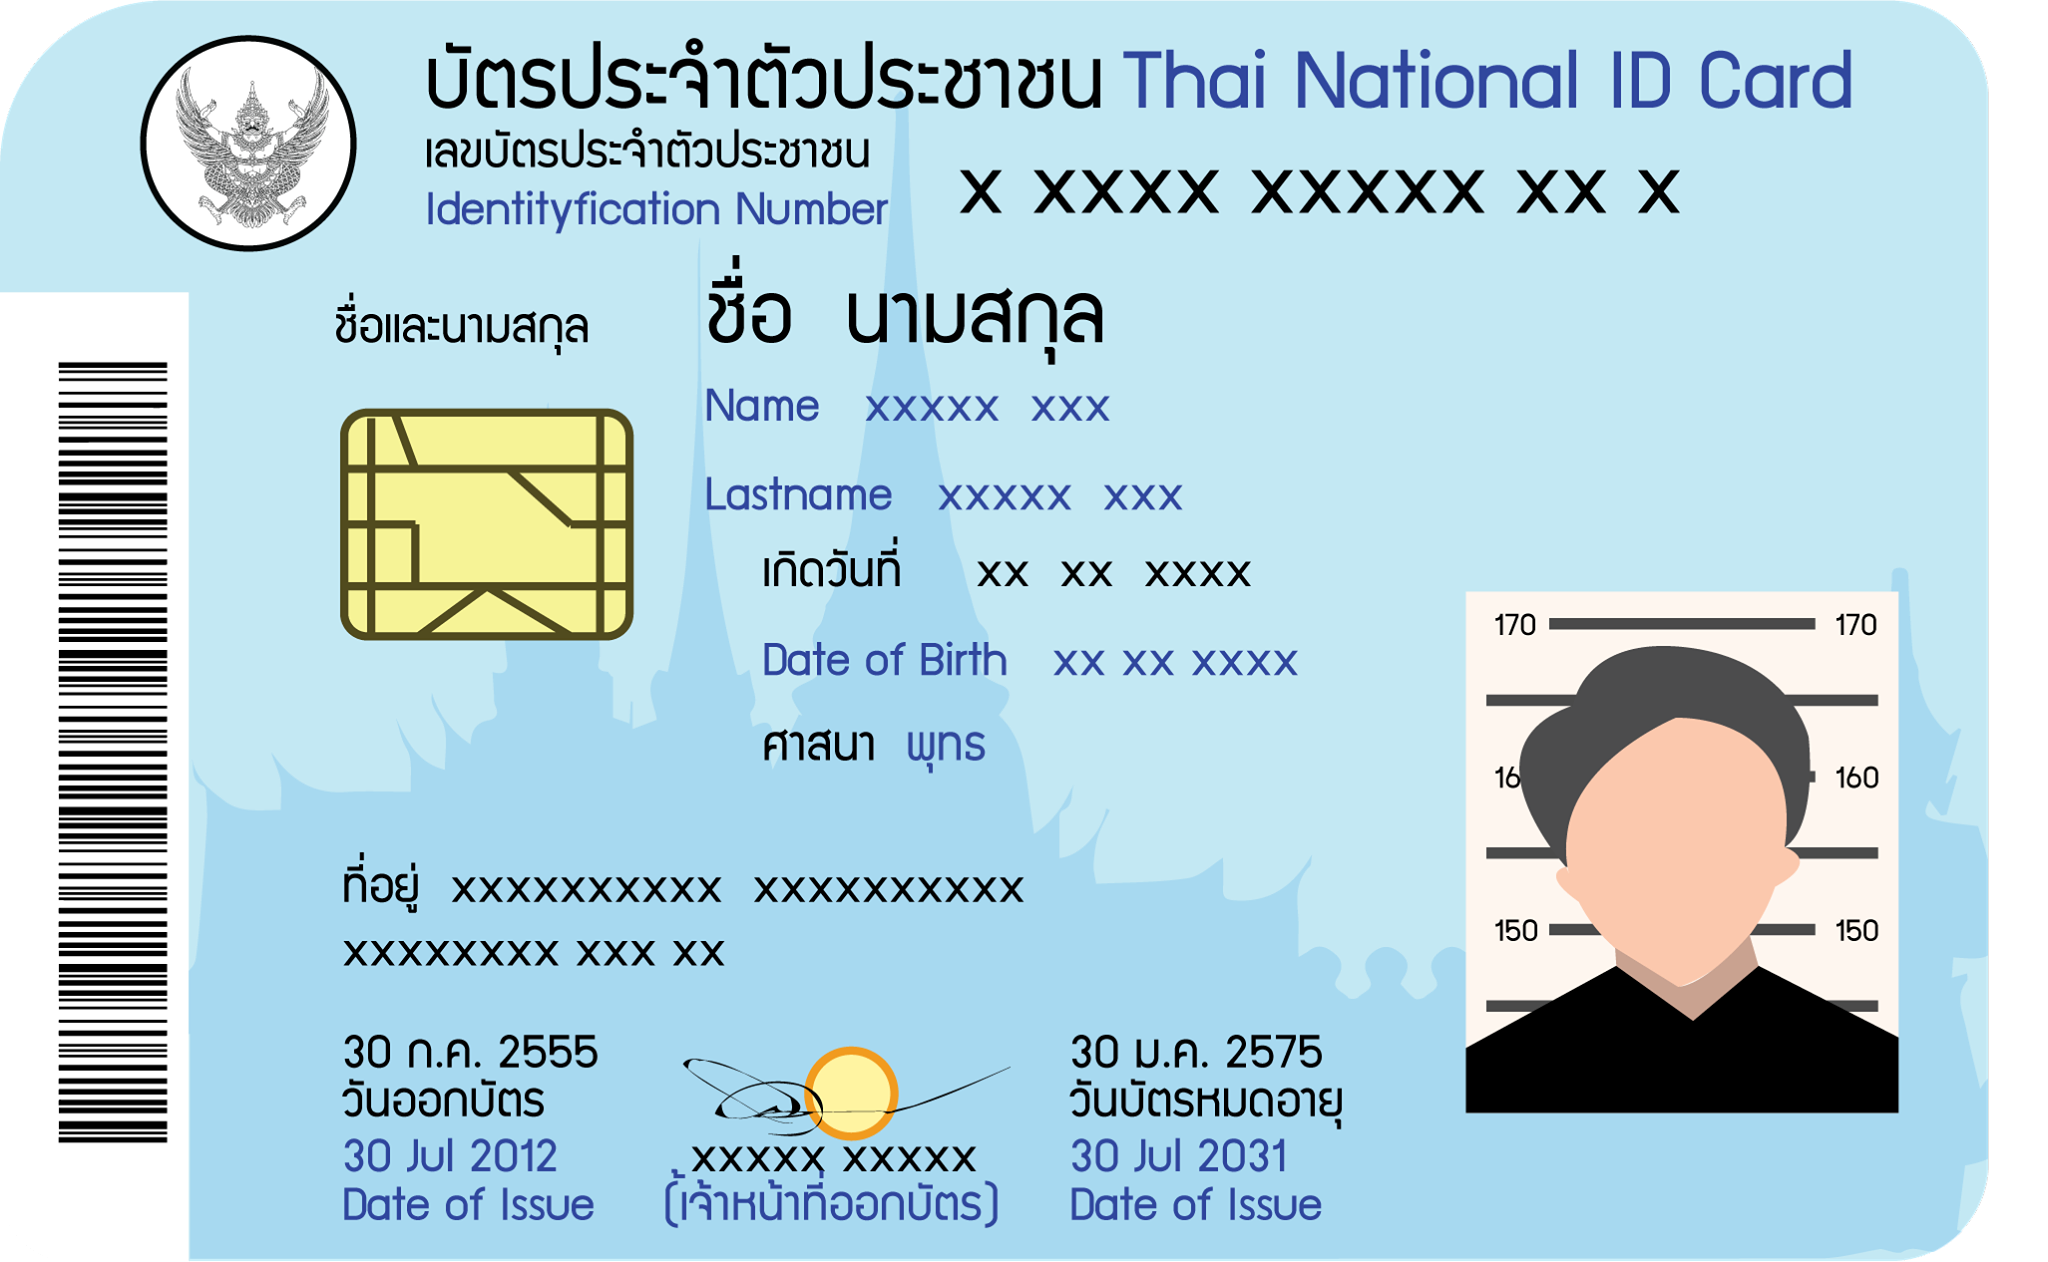 บัตรประจำตัวประชาชน Thai National ID Card
เลขบัตรประจำตัวประชาชน
Identityfication Number x xxxx xxxxx xx x
ชื่อและนามสกุล ชื่อ นามสกุล
Name xxxxx xxx
Lastname xxxxx xxx
เกิดวันที่ xx xx xxxx
Date of Birth xx xx xxxx
ศาสนา พุทธ
ที่อยู่ xxxxxxxxxx xxxxxxxxxx
xxxxxxxx xxx xx
170 170
16 160
150 150
30 ก.ค. 2555
วันออกบัตร
30 Jul 2012
Date of Issue
xxxxx xxxxx
(เจ้าหน้าที่ออกบัตร)
30 ม.ค. 2575
วันบัตรหมดอายุ
30 Jul 2031
Date of Issue